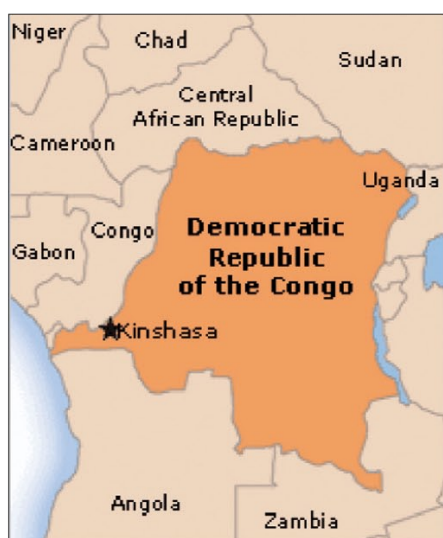 Niger
Chad
Sudan
Central
African Republic
Cameroon
Uganda
Congo
Gabon
Democratic
Republic
of the Congo
Kinshasa
Angola
Zambia